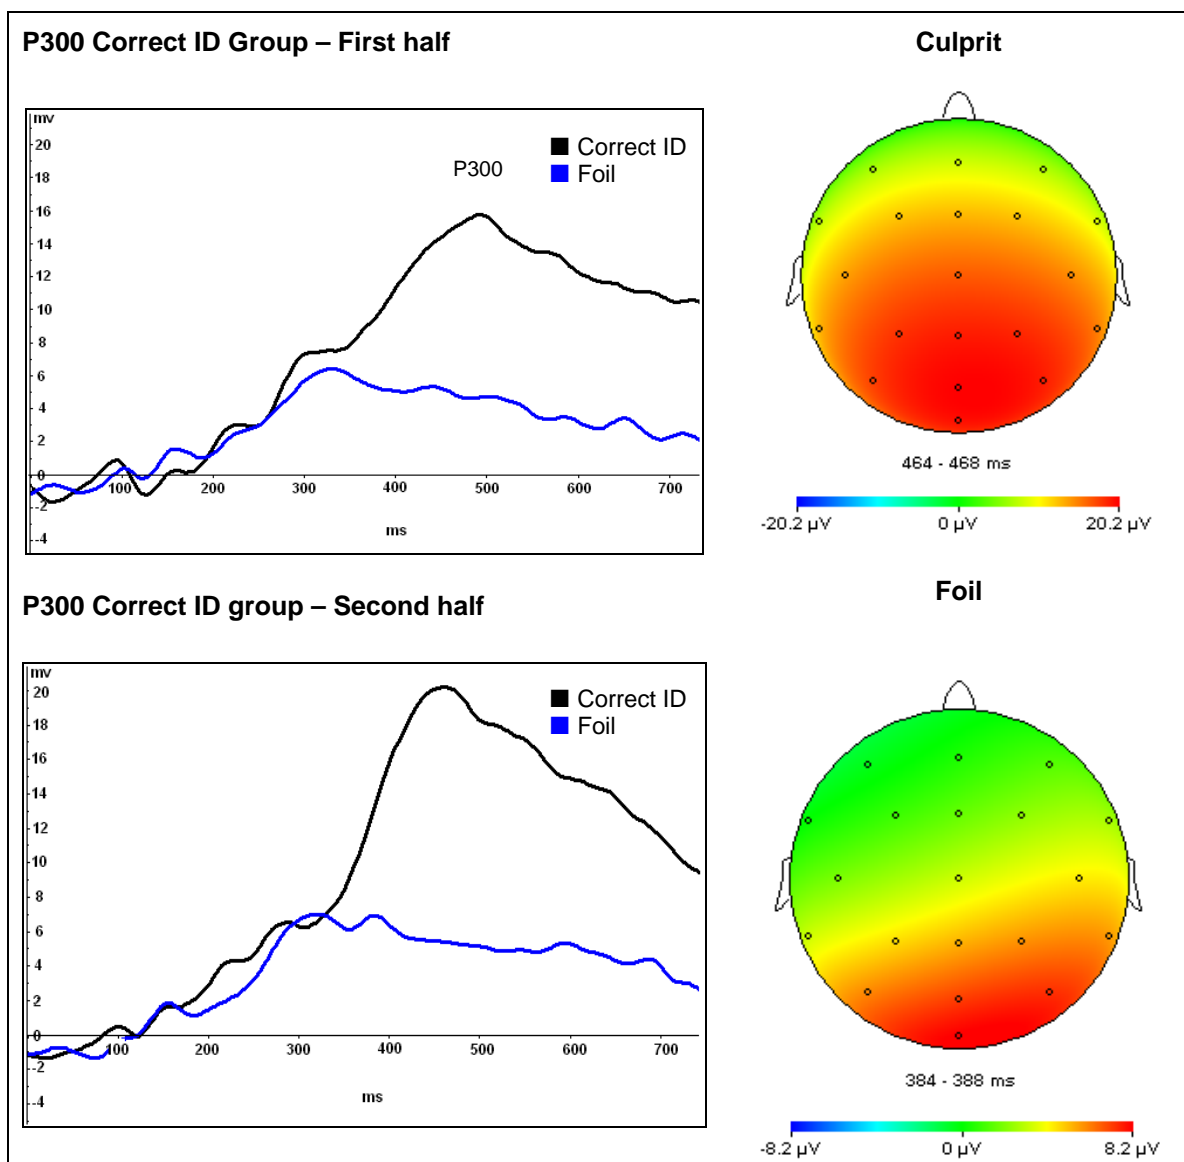 P300 Correct ID Group – First half
Culprit
mv
20
18
16
14
12
10
8
6
4
2
0
-2
-4
P300
Correct ID
Foil
100 200 300 400 500 600 700
ms
464 - 468 ms
-20.2 µV 0 µV 20.2 µV
P300 Correct ID group – Second half
Foil
mv
20
18
16
14
12
10
8
6
4
2
0
-2
-4
Correct ID
Foil
100 200 300 400 500 600 700
ms
384 - 388 ms
-8.2 µV 0 µV 8.2 µV